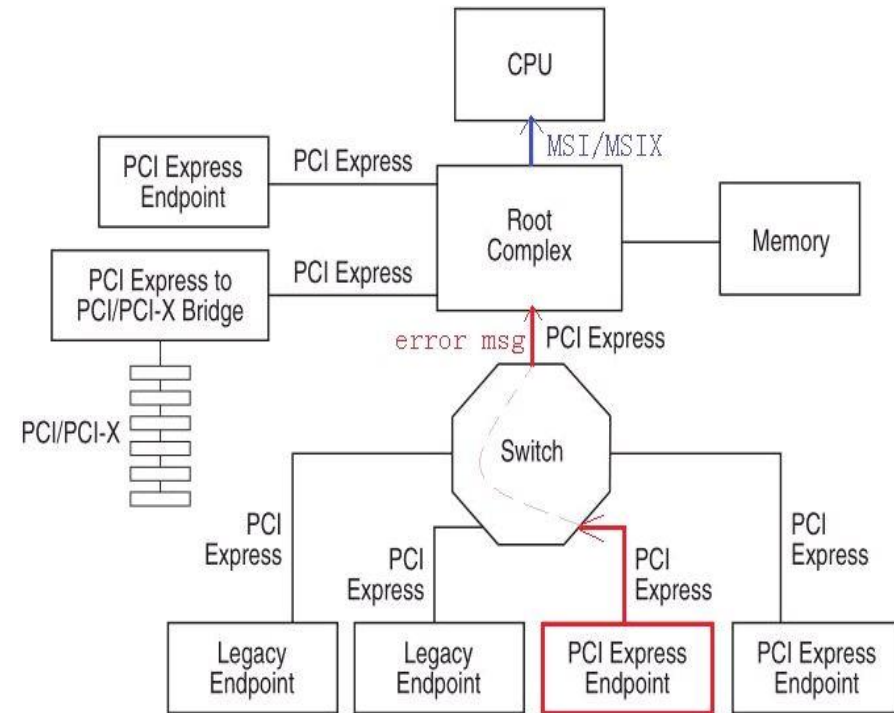 CPU
MSI/MSIX
PCI Express
Endpoint
PCI Express
Root
Complex
Memory
PCI Express to
PCI/PCI-X Bridge
PCI Express
error msg
PCI Express
PCI/PCI-X
Switch
PCI
Express
PCI
Express
PCI
Express
PCI
Express
Legacy
Endpoint
Legacy
Endpoint
PCI Express
Endpoint
PCI Express
Endpoint